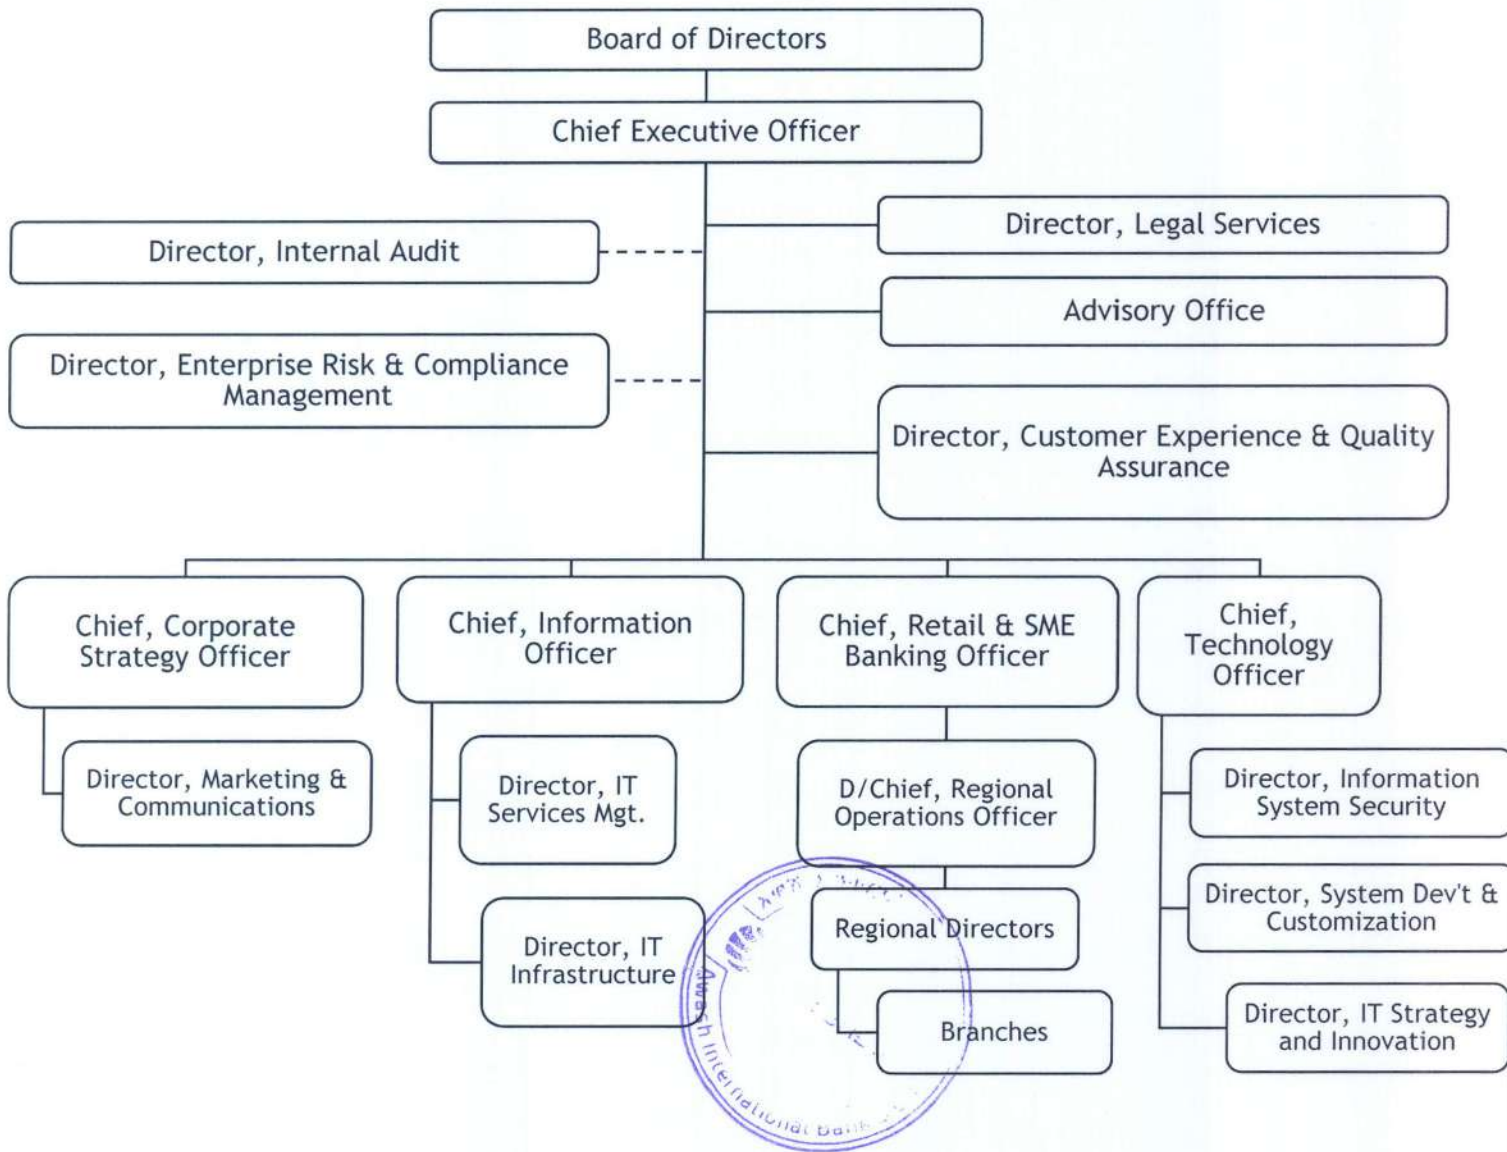 Board of Directors
Chief Executive Officer
Director, Legal Services
Director, Internal Audit
Advisory Office
Director, Enterprise Risk & Compliance
Management
Director, Customer Experience & Quality
Assurance
Chief, Corporate
Strategy Officer
Chief, Information
Officer
Chief, Retail & SME
Banking Officer
Chief,
Technology
Officer
Director, Marketing &
Communications
Director, IT
Services Mgt.
D/Chief, Regional
Operations Officer
Director, Information
System Security
Director, System Dev't &
Customization
Regional Directors
Director, IT
Infrastructure
Branches
Director, IT Strategy
and Innovation
Awash International Bank